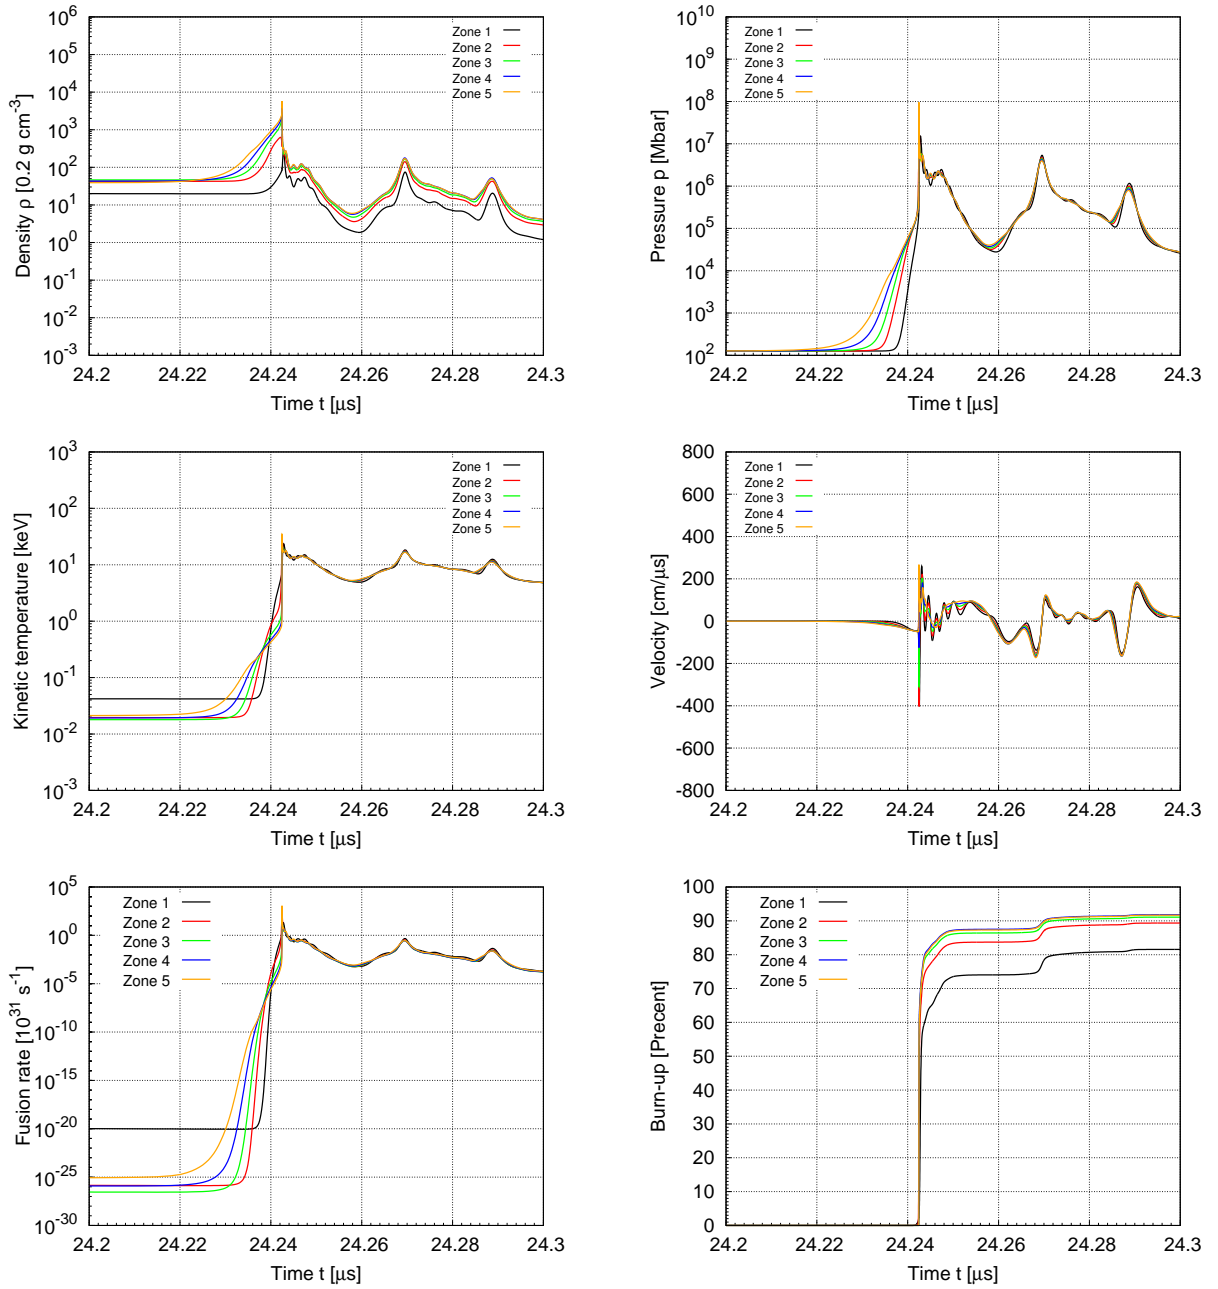 10^6
10^5
10^4
10^3
10^2
10^1
10^0
10^-1
10^-2
10^-3
24.2 24.22 24.24 24.26 24.28 24.3
Density ρ [0.2 g cm^-3]
Time t [μs]
Zone 1
Zone 2
Zone 3
Zone 4
Zone 5
10^10
10^9
10^8
10^7
10^6
10^5
10^4
10^3
10^2
24.2 24.22 24.24 24.26 24.28 24.3
Pressure p [Mbar]
Time t [μs]
Zone 1
Zone 2
Zone 3
Zone 4
Zone 5
10^3
10^2
10^1
10^0
10^-1
10^-2
10^-3
24.2 24.22 24.24 24.26 24.28 24.3
Kinetic temperature [keV]
Time t [μs]
Zone 1
Zone 2
Zone 3
Zone 4
Zone 5
800
600
400
200
0
-200
-400
-600
-800
24.2 24.22 24.24 24.26 24.28 24.3
Velocity [cm/μs]
Time t [μs]
Zone 1
Zone 2
Zone 3
Zone 4
Zone 5
10^5
10^0
10^-5
10^-10
10^-15
10^-20
10^-25
10^-30
24.2 24.22 24.24 24.26 24.28 24.3
Fusion rate [10^31 s^-1]
Time t [μs]
Zone 1
Zone 2
Zone 3
Zone 4
Zone 5
100
90
80
70
60
50
40
30
20
10
0
24.2 24.22 24.24 24.26 24.28 24.3
Burn-up [Precent]
Time t [μs]
Zone 1
Zone 2
Zone 3
Zone 4
Zone 5